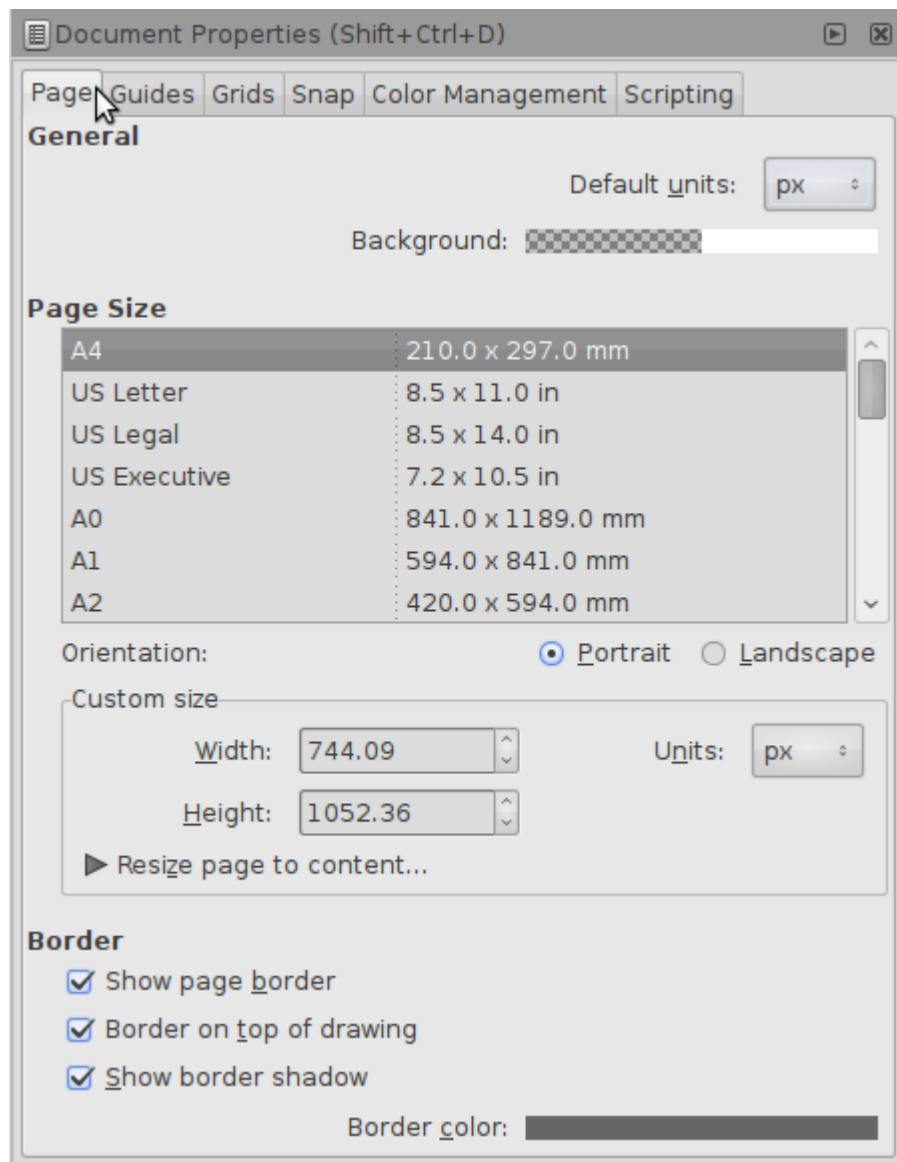 Document Properties (Shift+Ctrl+D)
Page Guides Grids Snap Color Management Scripting
General
Default units: px
Background:
Page Size
A4 210.0 x 297.0 mm
US Letter 8.5 x 11.0 in
US Legal 8.5 x 14.0 in
US Executive 7.2 x 10.5 in
A0 841.0 x 1189.0 mm
A1 594.0 x 841.0 mm
A2 420.0 x 594.0 mm
Orientation: Portrait Landscape
Custom size
Width: 744.09 Units: px
Height: 1052.36
Resize page to content...
Border
Show page border
Border on top of drawing
Show border shadow
Border color: